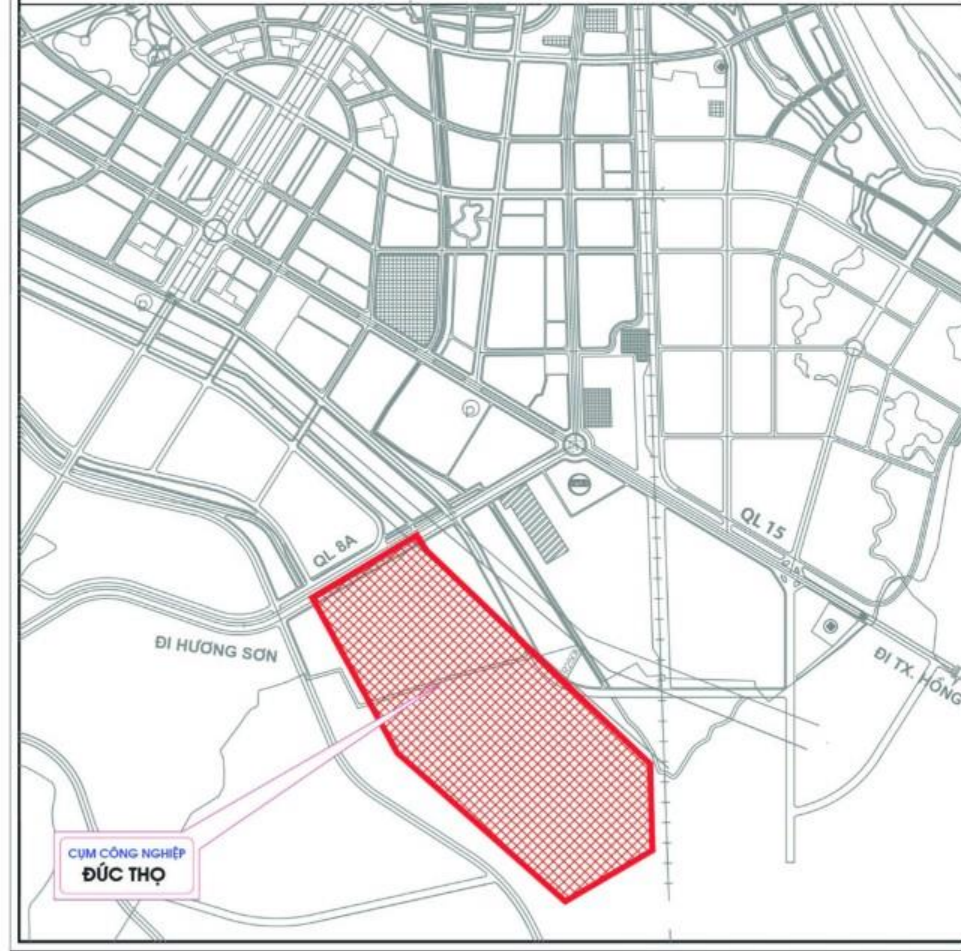 QL 15
QL 8A
ĐI HƯƠNG SƠN
ĐI TX. HỒNG
CỤM CÔNG NGHIỆP
ĐỨC THỌ